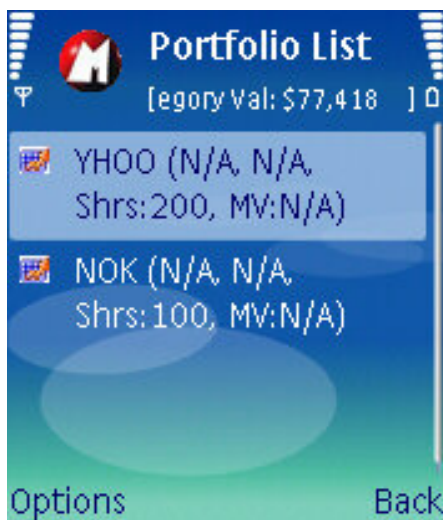 M
Portfolio List
[egory Val: $77,418 ]
YHOO (N/A, N/A,
Shrs:200, MV:N/A)
NOK (N/A, N/A,
Shrs:100, MV:N/A)
Options Back